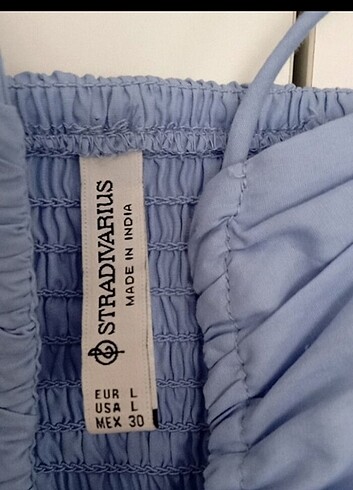 STRADIVARIUS
MADE IN INDIA
EUR L
USA L
MEX 30